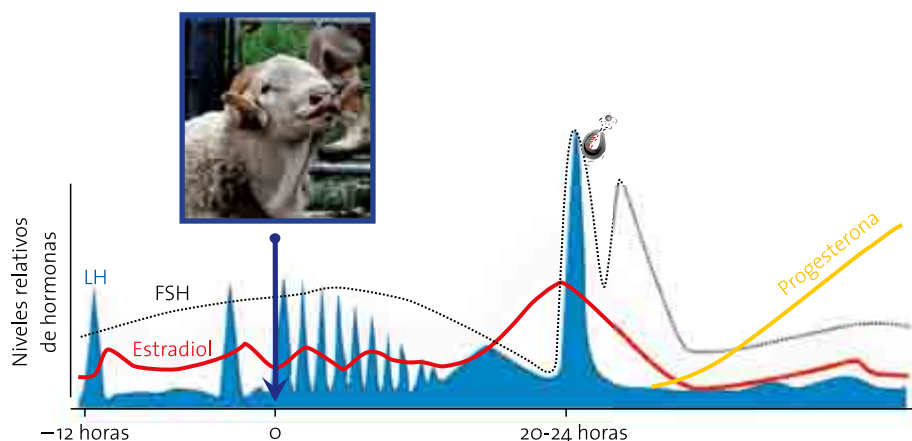 Niveles relativos
de hormonas
LH
FSH
Estradiol
Progesterona
−12 horas
0
20-24 horas